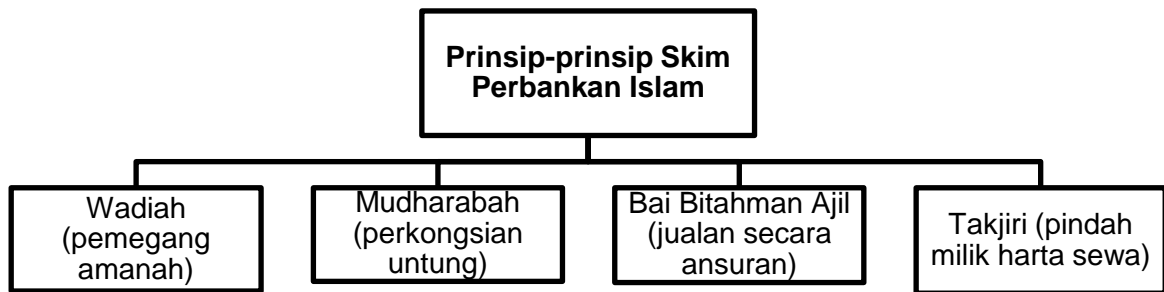 Prinsip-prinsip Skim
Perbankan Islam
Wadiah
(pemegang
amanah)
Mudharabah
(perkongsian
untung)
Bai Bitahman Ajil
(jualan secara
ansuran)
Takjiri (pindah
milik harta sewa)